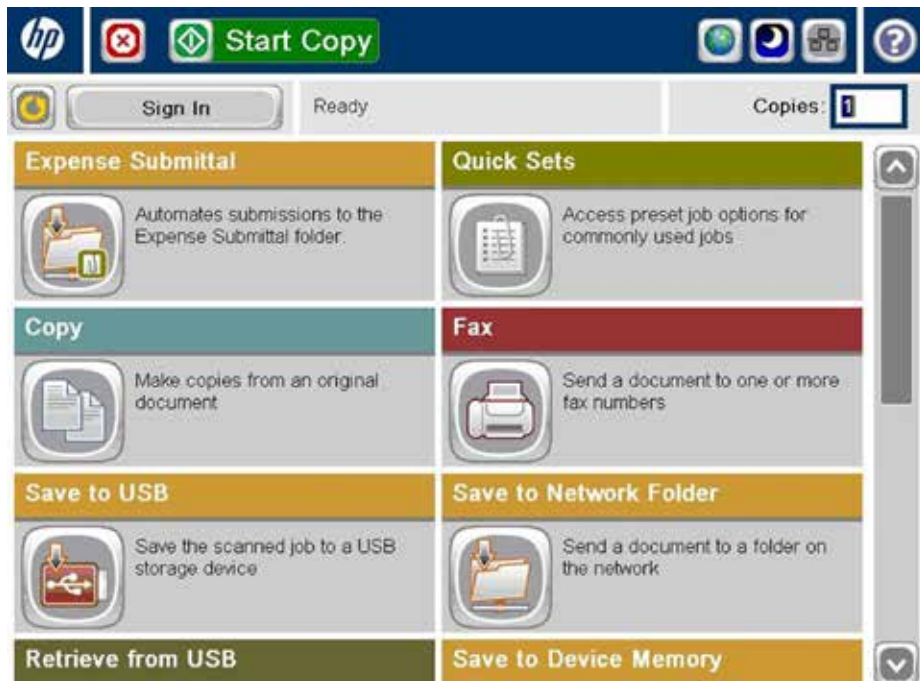 hp
Start Copy
?
Sign In
Ready
Copies: 1
Expense Submittal
Automates submissions to the
Expense Submittal folder.
Quick Sets
Access preset job options for
commonly used jobs
Copy
Make copies from an original
document
Fax
Send a document to one or more
fax numbers
Save to USB
Save the scanned job to a USB
storage device
Save to Network Folder
Send a document to a folder on
the network
Retrieve from USB
Save to Device Memory